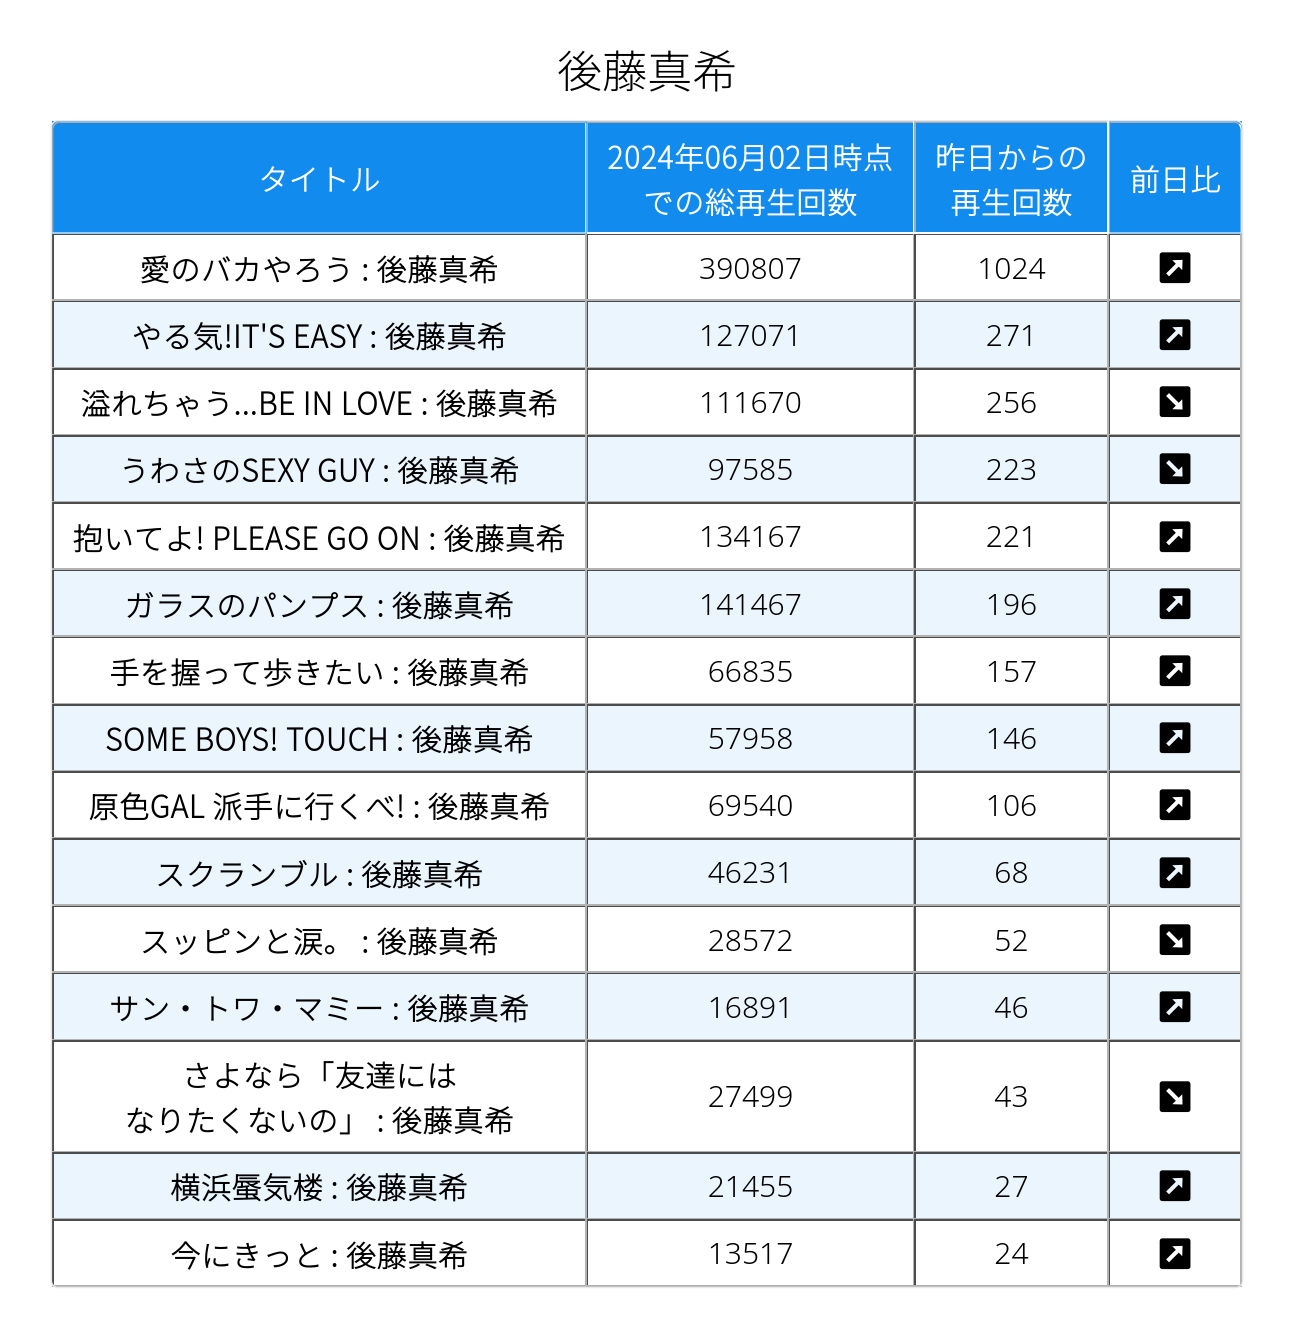 後藤真希
タイトル
2024年06月02日時点
での総再生回数
昨日からの
再生回数
前日比
愛のバカやろう : 後藤真希 390807 1024
やる気!IT'S EASY : 後藤真希 127071 271
溢れちゃう...BE IN LOVE : 後藤真希 111670 256
うわさのSEXY GUY : 後藤真希 97585 223
抱いてよ! PLEASE GO ON : 後藤真希 134167 221
ガラスのパンプス : 後藤真希 141467 196
手を握って歩きたい : 後藤真希 66835 157
SOME BOYS! TOUCH : 後藤真希 57958 146
原色GAL 派手に行くべ! : 後藤真希 69540 106
スクランブル : 後藤真希 46231 68
スッピンと涙。 : 後藤真希 28572 52
サン・トワ・マミー : 後藤真希 16891 46
さよなら「友達には
なりたくないの」 : 後藤真希 27499 43
横浜蜃気楼 : 後藤真希 21455 27
今にきっと : 後藤真希 13517 24